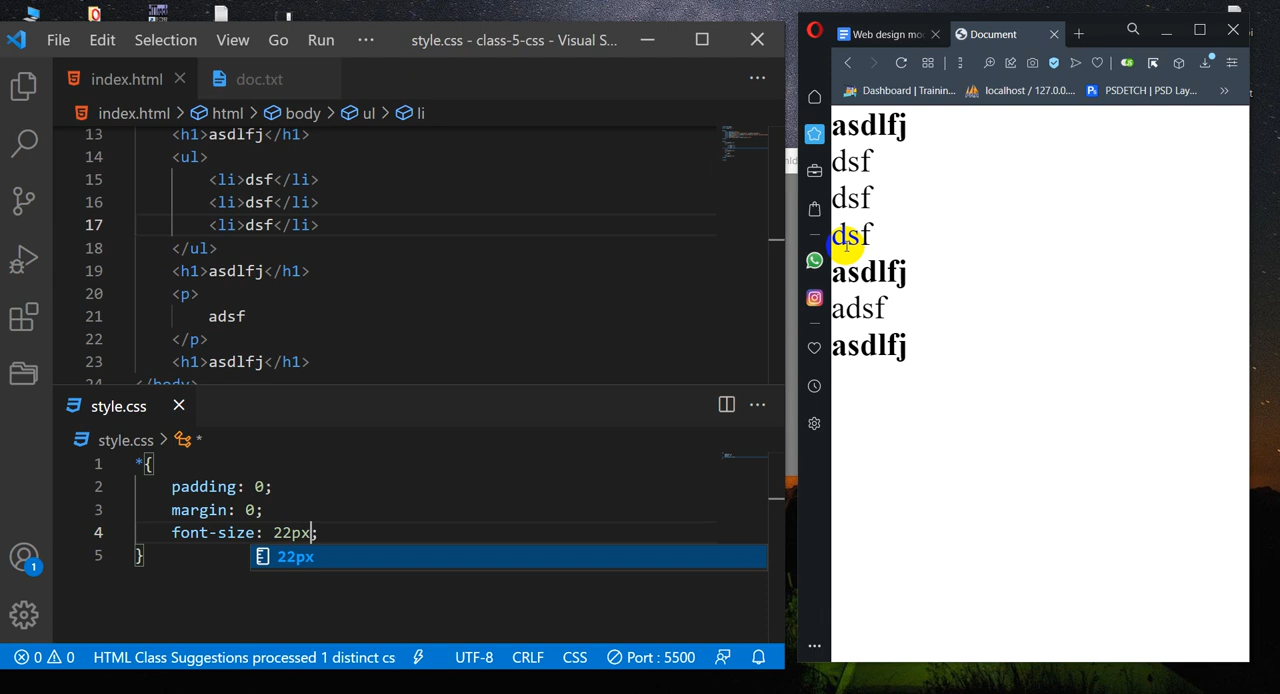 File Edit Selection View Go Run ··· style.css - class-5-css - Visual S...
index.html doc.txt ···
index.html > html > body > ul > li
13 <h1>asdlfj</h1>
14 <ul>
15 <li>dsf</li>
16 <li>dsf</li>
17 <li>dsf</li>
18 </ul>
19 <h1>asdlfj</h1>
20 <p>
21 adsf
22 </p>
23 <h1>asdlfj</h1>
24 </body>
style.css ···
style.css > *
1 *{
2 padding: 0;
3 margin: 0;
4 font-size: 22px;
5 }
22px
1
0 0 HTML Class Suggestions processed 1 distinct cs UTF-8 CRLF CSS Port : 5500
Web design mo Document
Dashboard | Trainin... localhost / 127.0.0.... PSDETCH | PSD Lay... »
asdlfj
dsf
dsf
dsf
asdlfj
adsf
asdlfj
···